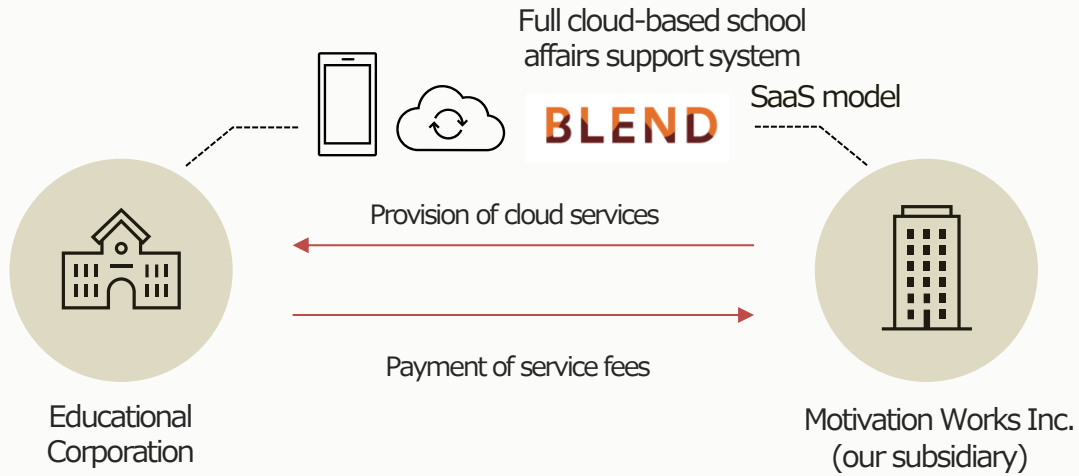 Full cloud-based school
affairs support system
BLEND
SaaS model
Provision of cloud services
Payment of service fees
Educational
Corporation
Motivation Works Inc.
(our subsidiary)